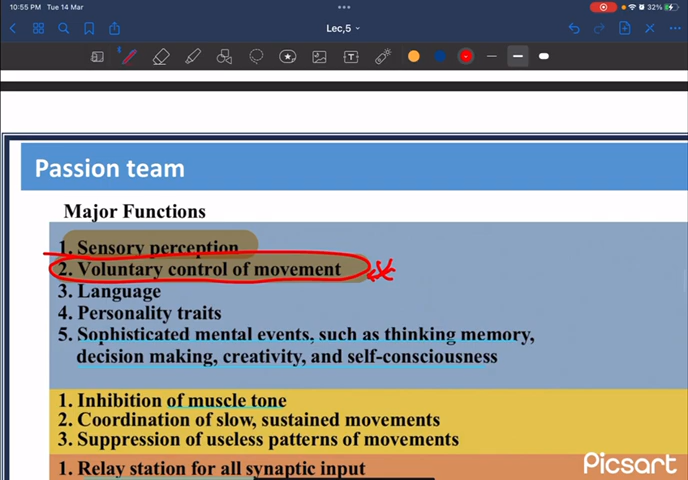 10:55 PM Tue 14 Mar
32%
Lec,5
Passion team
Major Functions
1. Sensory perception
2. Voluntary control of movement
3. Language
4. Personality traits
5. Sophisticated mental events, such as thinking memory,
decision making, creativity, and self-consciousness
1. Inhibition of muscle tone
2. Coordination of slow, sustained movements
3. Suppression of useless patterns of movements
1. Relay station for all synaptic input
Picsart